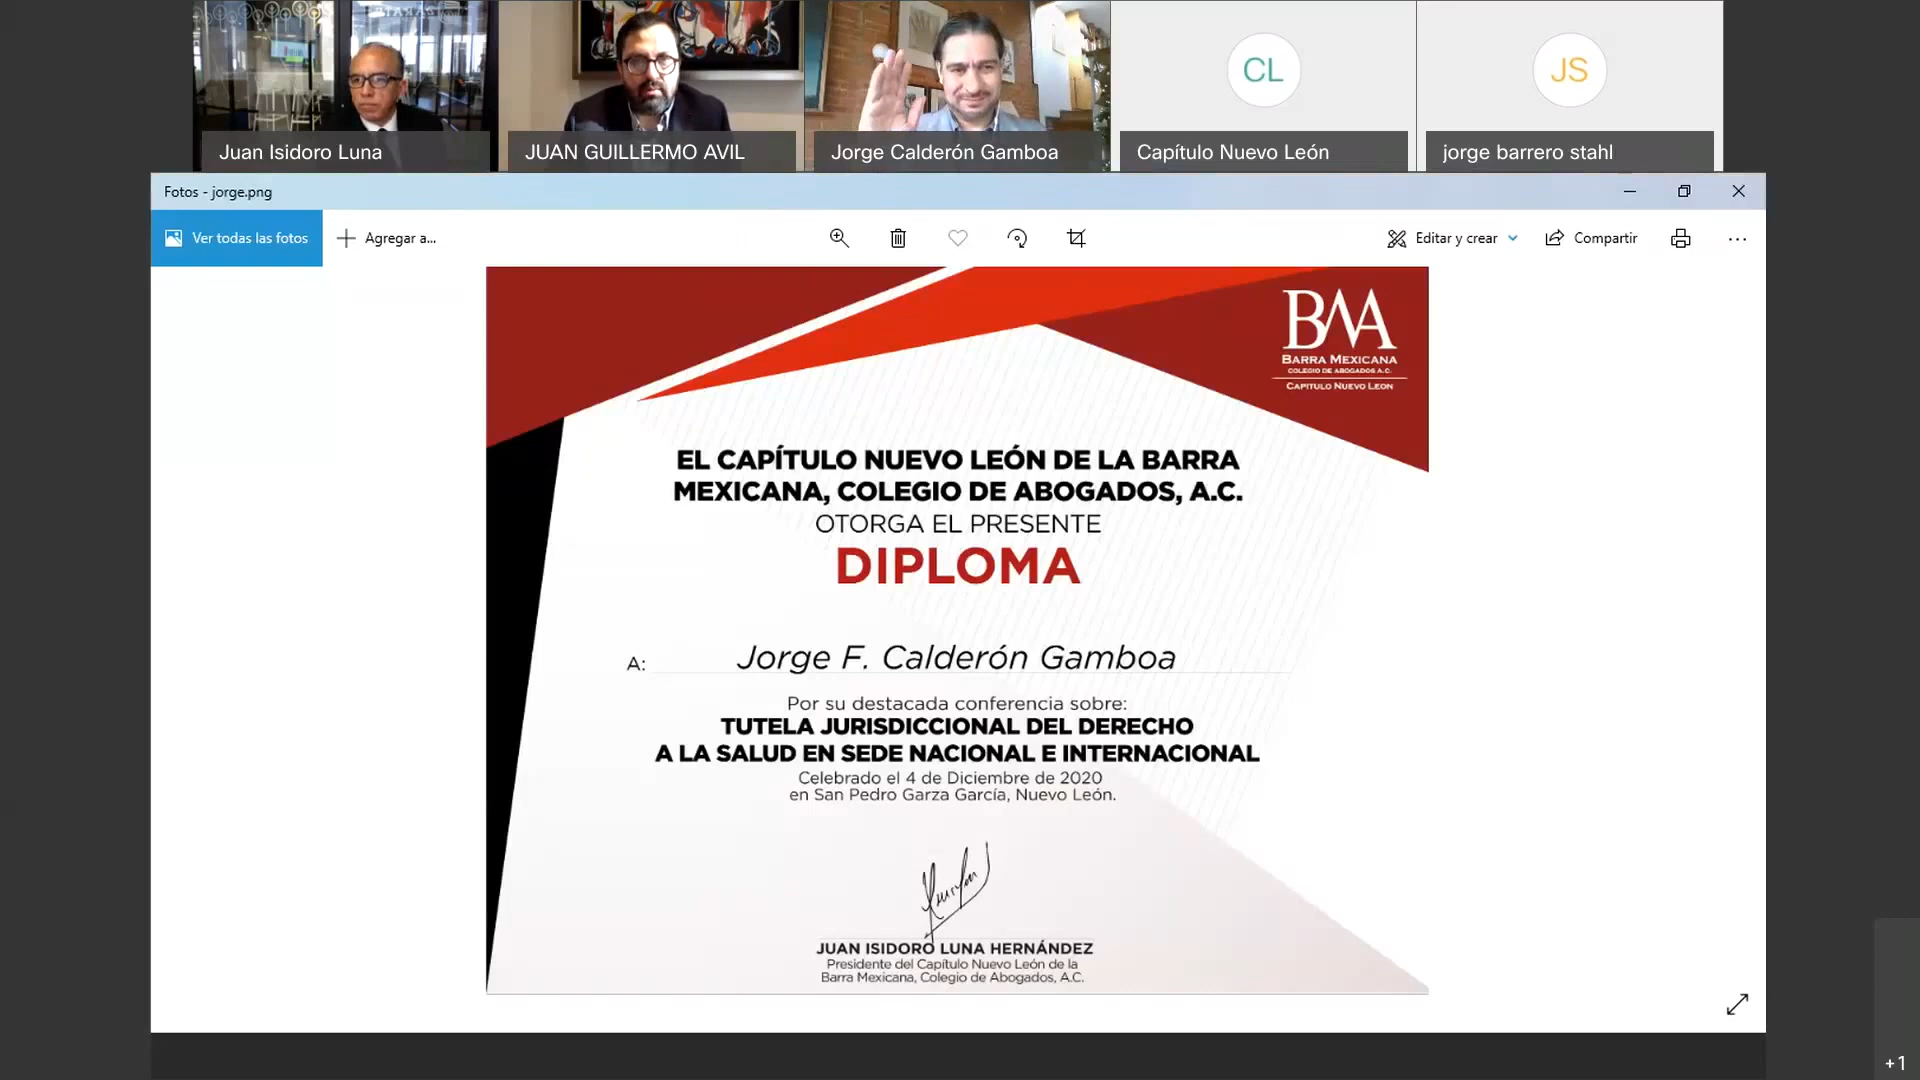 Juan Isidoro Luna
JUAN GUILLERMO AVIL
Jorge Calderón Gamboa
CL
Capítulo Nuevo León
JS
jorge barrero stahl
Fotos - jorge.png
Ver todas las fotos
Agregar a...
Editar y crear
Compartir
BMA
BARRA MEXICANA
COLEGIO DE ABOGADOS A.C.
CAPITULO NUEVO LEON
EL CAPÍTULO NUEVO LEÓN DE LA BARRA
MEXICANA, COLEGIO DE ABOGADOS, A.C.
OTORGA EL PRESENTE
DIPLOMA
A: Jorge F. Calderón Gamboa
Por su destacada conferencia sobre:
TUTELA JURISDICCIONAL DEL DERECHO
A LA SALUD EN SEDE NACIONAL E INTERNACIONAL
Celebrado el 4 de Diciembre de 2020
en San Pedro Garza García, Nuevo León.
JUAN ISIDORO LUNA HERNÁNDEZ
Presidente del Capítulo Nuevo León de la
Barra Mexicana, Colegio de Abogados, A.C.
+1